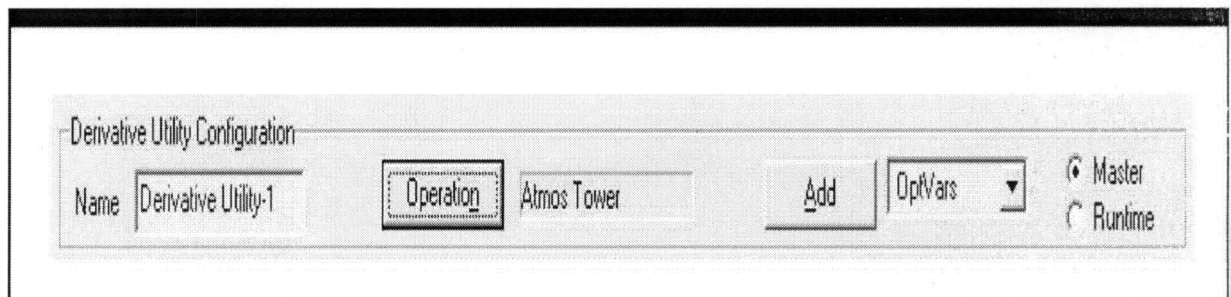 Derivative Utility Configuration
Name Derivative Utility-1 Operation Atmos Tower Add OptVars Master
Runtime